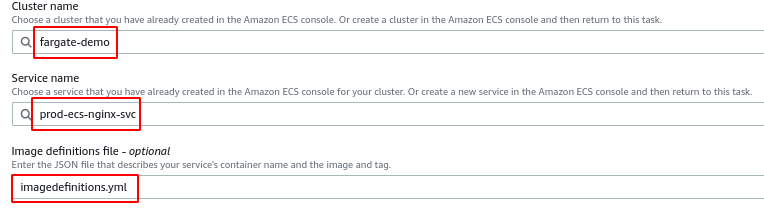 Cluster name
Choose a cluster that you have already created in the Amazon ECS console. Or create a cluster in the Amazon ECS console and then return to this task.
fargate-demo
Service name
Choose a service that you have already created in the Amazon ECS console for your cluster. Or create a new service in the Amazon ECS console and then return to this task.
prod-ecs-nginx-svc
Image definitions file - optional
Enter the JSON file that describes your service's container name and the image and tag.
imagedefinitions.yml